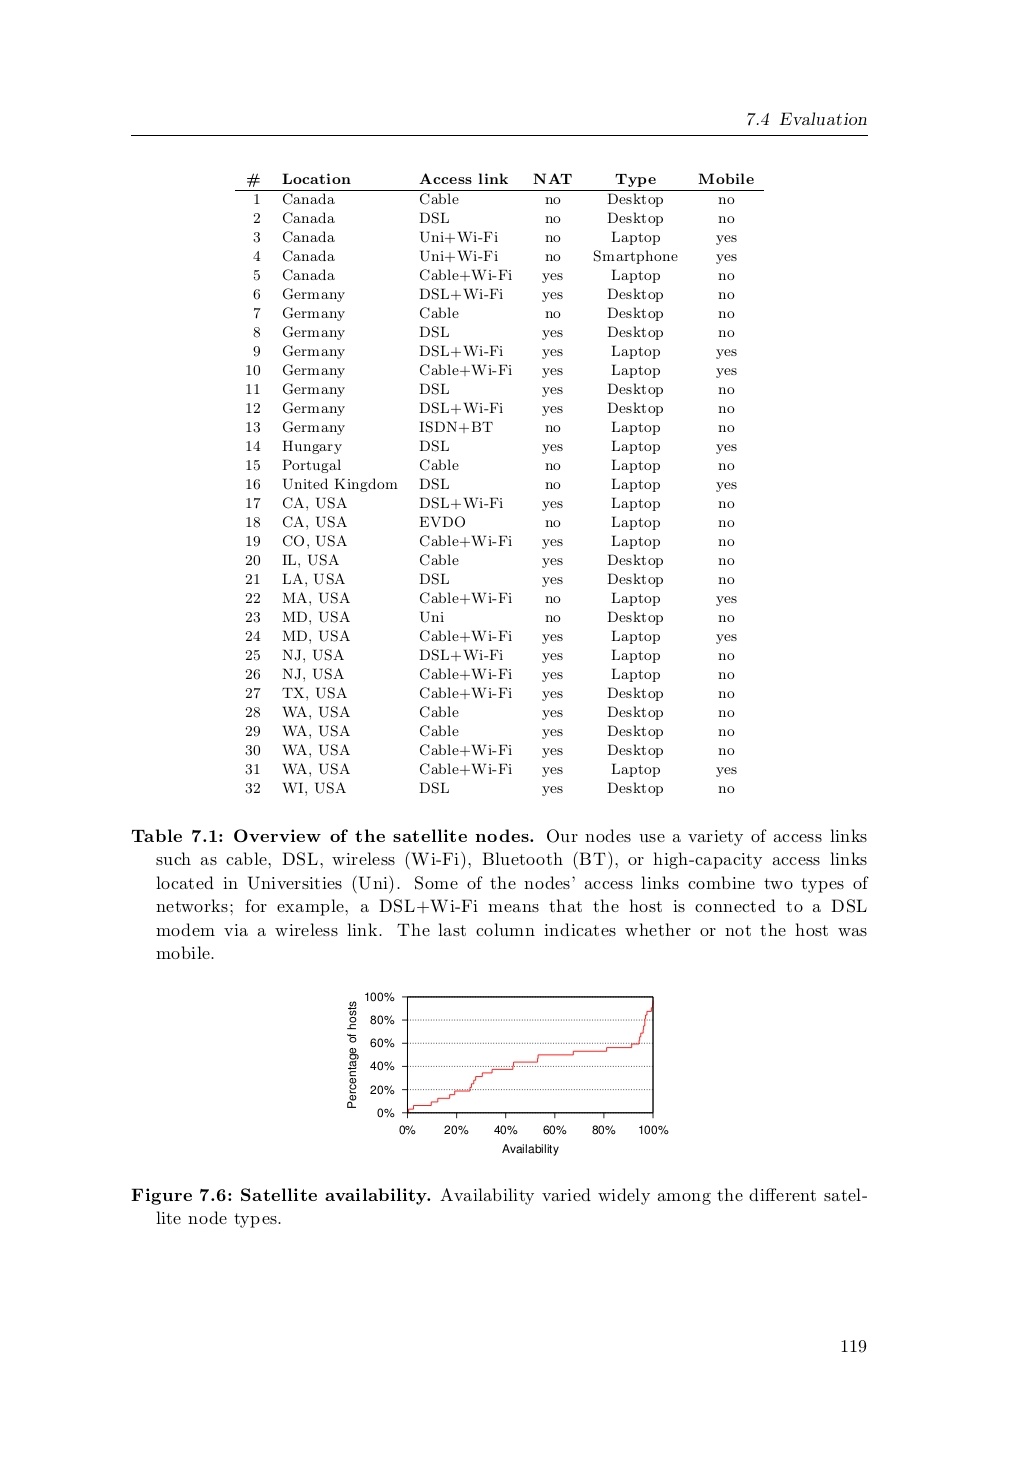 7.4 Evaluation
# Location Access link NAT Type Mobile
1 Canada Cable no Desktop no
2 Canada DSL no Desktop no
3 Canada Uni+Wi-Fi no Laptop yes
4 Canada Uni+Wi-Fi no Smartphone yes
5 Canada Cable+Wi-Fi yes Laptop no
6 Germany DSL+Wi-Fi yes Desktop no
7 Germany Cable no Desktop no
8 Germany DSL yes Desktop no
9 Germany DSL+Wi-Fi yes Laptop yes
10 Germany Cable+Wi-Fi yes Laptop yes
11 Germany DSL yes Desktop no
12 Germany DSL+Wi-Fi yes Desktop no
13 Germany ISDN+BT no Laptop no
14 Hungary DSL yes Laptop yes
15 Portugal Cable no Laptop no
16 United Kingdom DSL no Laptop yes
17 CA, USA DSL+Wi-Fi yes Laptop no
18 CA, USA EVDO no Laptop no
19 CO, USA Cable+Wi-Fi yes Laptop no
20 IL, USA Cable yes Desktop no
21 LA, USA DSL yes Desktop no
22 MA, USA Cable+Wi-Fi no Laptop yes
23 MD, USA Uni no Desktop no
24 MD, USA Cable+Wi-Fi yes Laptop yes
25 NJ, USA DSL+Wi-Fi yes Laptop no
26 NJ, USA Cable+Wi-Fi yes Laptop no
27 TX, USA Cable+Wi-Fi yes Desktop no
28 WA, USA Cable yes Desktop no
29 WA, USA Cable yes Desktop no
30 WA, USA Cable+Wi-Fi yes Desktop no
31 WA, USA Cable+Wi-Fi yes Laptop yes
32 WI, USA DSL yes Desktop no
Table 7.1: Overview of the satellite nodes. Our nodes use a variety of access links
such as cable, DSL, wireless (Wi-Fi), Bluetooth (BT), or high-capacity access links
located in Universities (Uni). Some of the nodes' access links combine two types of
networks; for example, a DSL+Wi-Fi means that the host is connected to a DSL
modem via a wireless link. The last column indicates whether or not the host was
mobile.
Percentage of hosts
100%
80%
60%
40%
20%
0%
0% 20% 40% 60% 80% 100%
Availability
Figure 7.6: Satellite availability. Availability varied widely among the different satel-
lite node types.
119